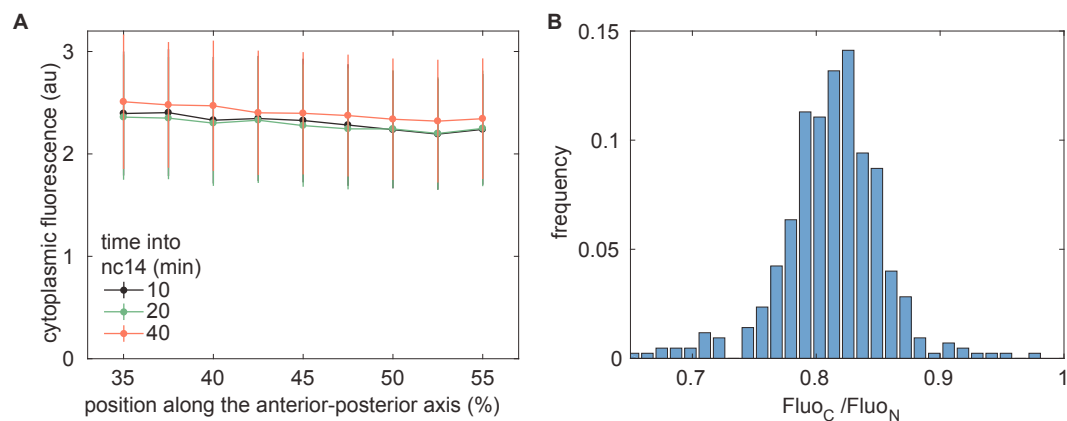 A
cytoplasmic fluorescence (au)
3
2
1
0
time into
nc14 (min)
10
20
40
35 40 45 50 55
position along the anterior-posterior axis (%)
B
frequency
0.15
0.1
0.05
0
0.7 0.8 0.9 1
Fluo_C /Fluo_N